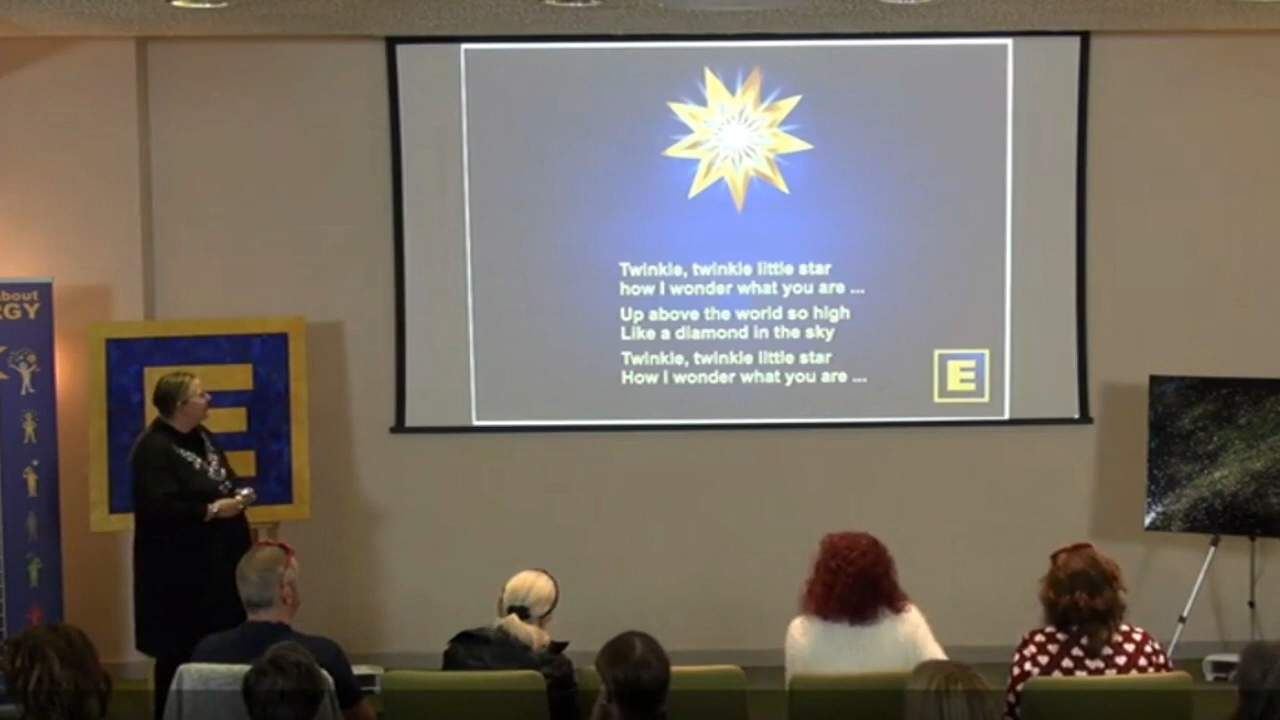 Twinkle, twinkle little star
how I wonder what you are ...
Up above the world so high
Like a diamond in the sky
Twinkle, twinkle little star
How I wonder what you are ...
E
bout
RGY
E